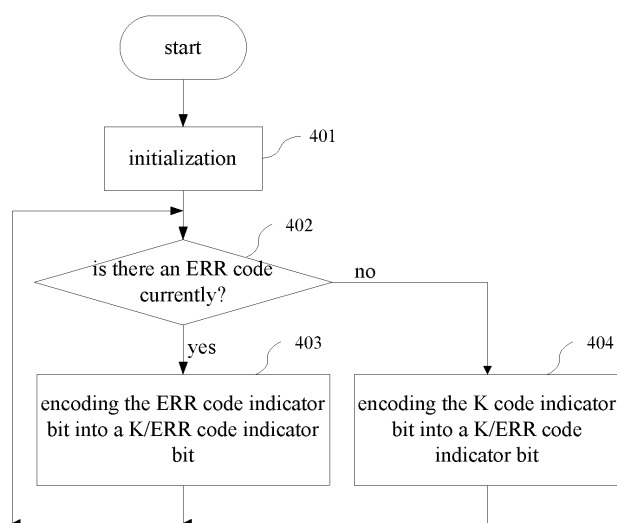 start
initialization
401
402
is there an ERR code
currently?
no
yes
403
404
encoding the ERR code indicator
bit into a K/ERR code indicator
bit
encoding the K code indicator
bit into a K/ERR code
indicator bit